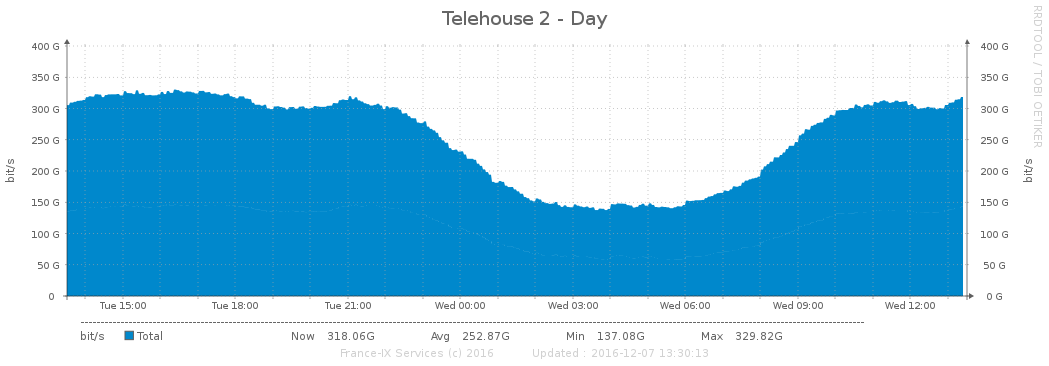 Telehouse 2 - Day
RRDTOOL / TOBI OETIKER
400 G 400 G
350 G 350 G
300 G 300 G
250 G 250 G
200 G 200 G
150 G 150 G
100 G 100 G
50 G 50 G
0 0 G
bit/s bit/s
Tue 15:00 Tue 18:00 Tue 21:00 Wed 00:00 Wed 03:00 Wed 06:00 Wed 09:00 Wed 12:00
bit/s Total Now 318.06G Avg 252.87G Min 137.08G Max 329.82G
France-IX Services (c) 2016 Updated : 2016-12-07 13:30:13